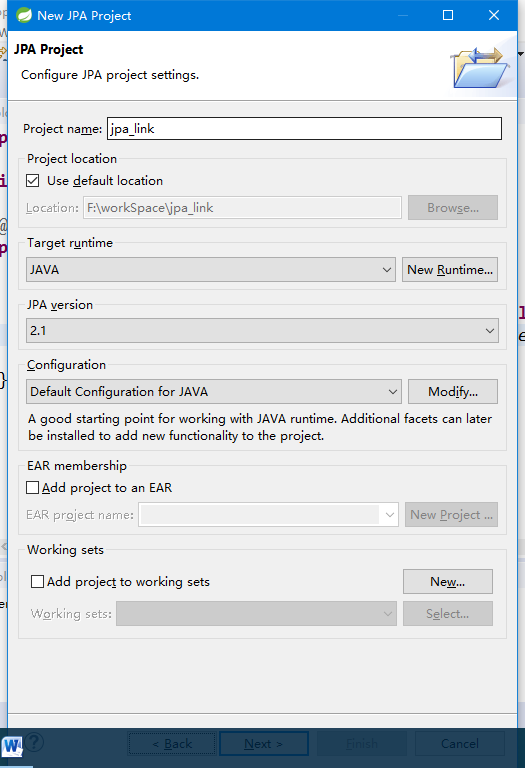 New JPA Project
JPA Project
Configure JPA project settings.
Project name: jpa_link
Project location
Use default location
Location: F:\workSpace\jpa_link Browse...
Target runtime
JAVA New Runtime...
JPA version
2.1
Configuration
Default Configuration for JAVA Modify...
A good starting point for working with JAVA runtime. Additional facets can later
be installed to add new functionality to the project.
EAR membership
Add project to an EAR
EAR project name: New Project ...
Working sets
Add project to working sets New...
Working sets: Select...
W ? < Back Next > Finish Cancel